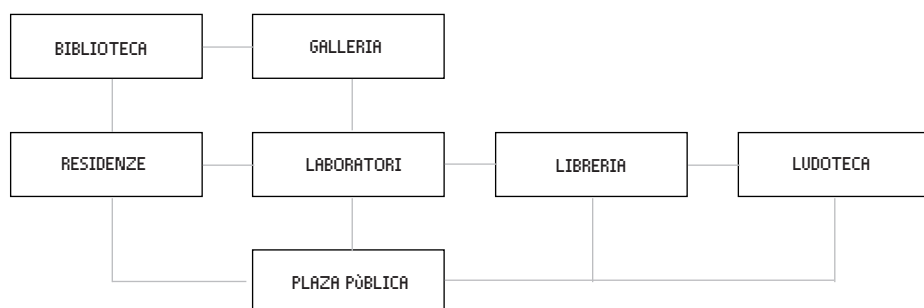 BIBLIOTECA
GALLERIA
RESIDENZE
LABORATORI
LIBRERIA
LUDOTECA
PLAZA PùBLICA